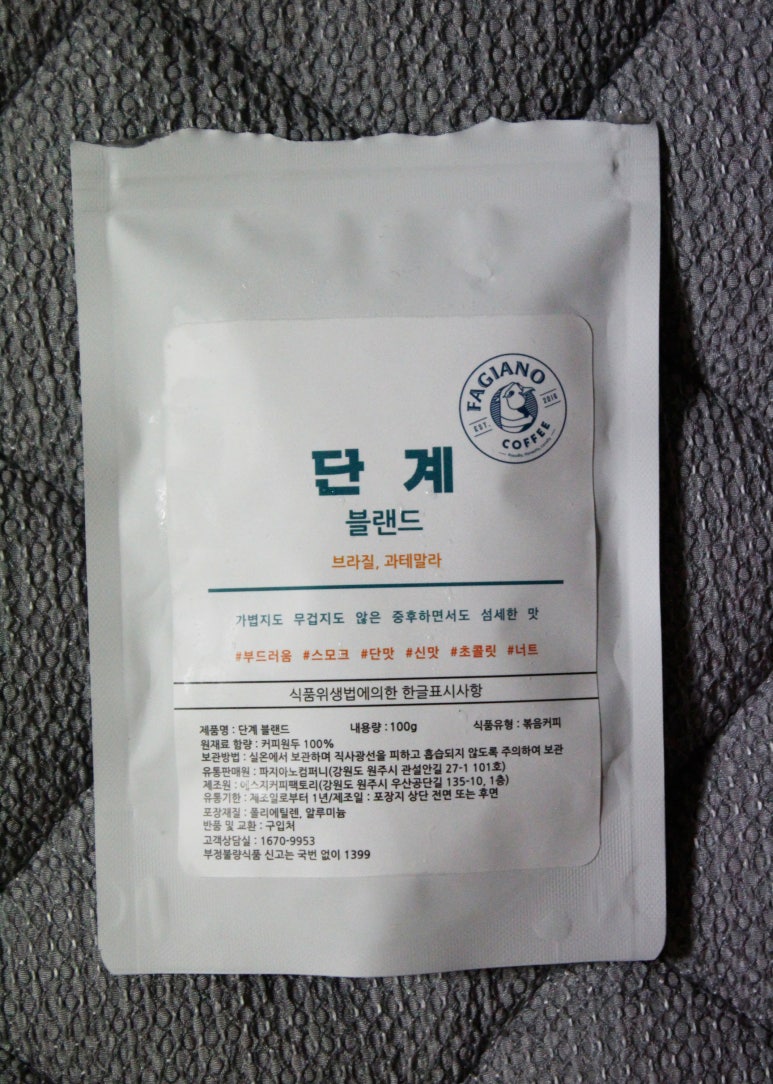 FAGIANO
EST. 2016
COFFEE
단계
블랜드
브라질, 과테말라
가볍지도 무겁지도 않은 중후하면서도 섬세한 맛
#부드러움 #스모크 #단맛 #신맛 #초콜릿 #너트
식품위생법에의한 한글표시사항
제품명 : 단계 블랜드 내용량 : 100g 식품유형 : 볶음커피
원재료 함량 : 커피원두 100%
보관방법 : 실온에서 보관하며 직사광선을 피하고 흡습되지 않도록 주의하여 보관
유통판매원 : 파지아노컴퍼니(강원도 원주시 관설안길 27-1 101호)
제조원 : 에스지커피팩토리(강원도 원주시 우산공단길 135-10, 1층)
유통기한 : 제조일로부터 1년/제조일 : 포장지 상단 전면 또는 후면
포장재질 : 폴리에틸렌, 알루미늄
반품 및 교환 : 구입처
고객상담실 : 1670-9953
부정불량식품 신고는 국번 없이 1399